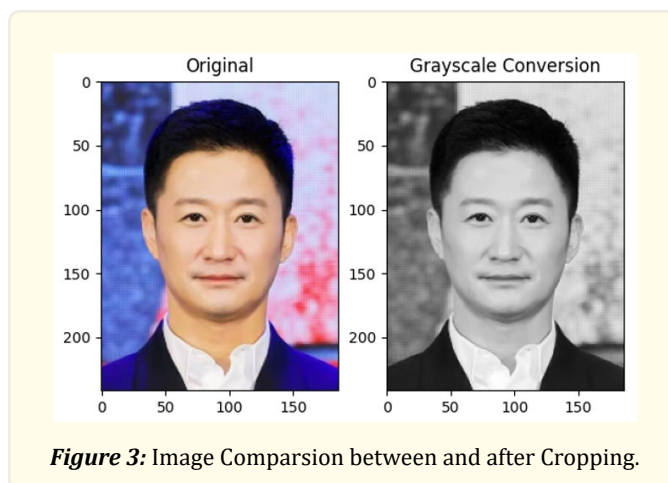 Original
Grayscale Conversion
0
50
100
150
200
0 50 100 150
0
50
100
150
200
0 50 100 150
Figure 3: Image Comparsion between and after Cropping.